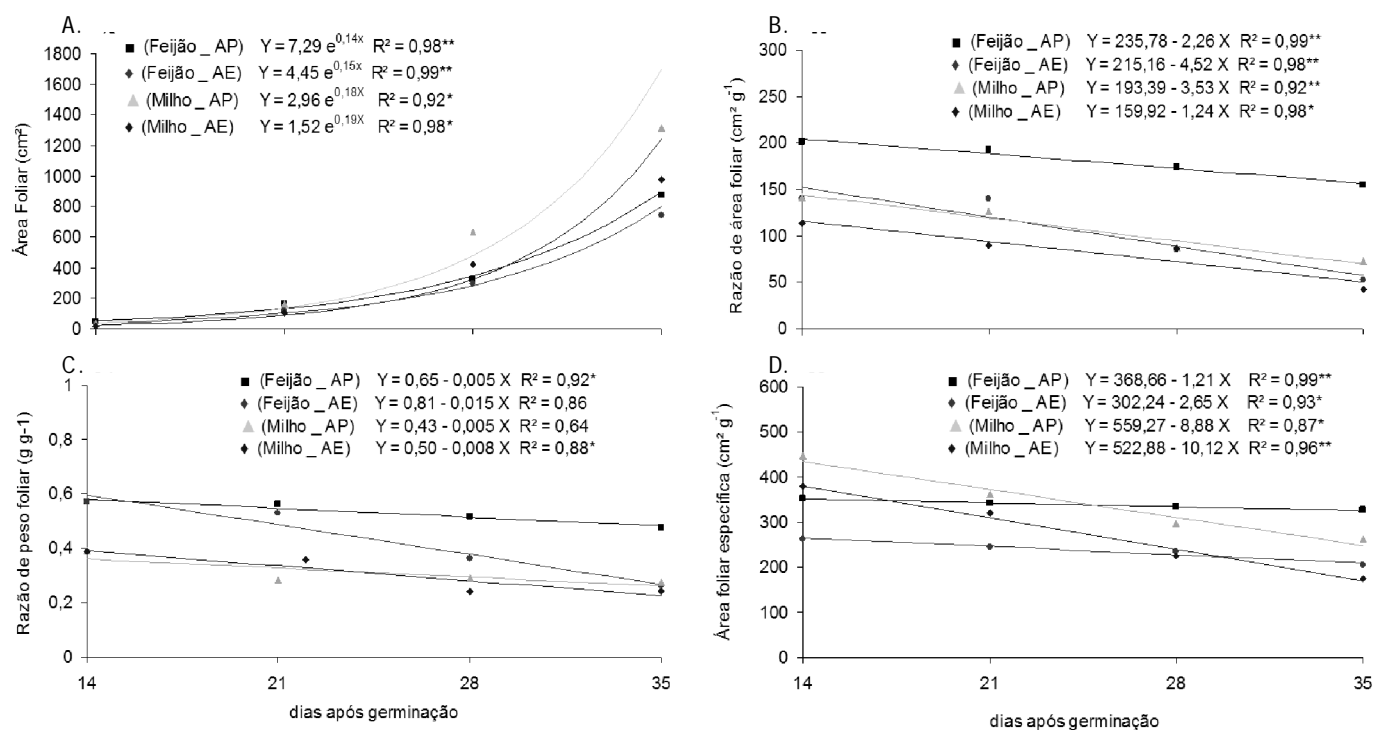 A.
(Feijão _ AP) Y = 7,29 e0,14x R² = 0,98**
(Feijão _ AE) Y = 4,45 e0,15x R² = 0,99**
(Milho _ AP) Y = 2,96 e0,18X R² = 0,92*
(Milho _ AE) Y = 1,52 e0,19X R² = 0,98*
1800
1600
1400
1200
1000
800
600
400
200
0
Área Foliar (cm²)
B.
(Feijão _ AP) Y = 235,78 - 2,26 X R² = 0,99**
(Feijão _ AE) Y = 215,16 - 4,52 X R² = 0,98**
(Milho _ AP) Y = 193,39 - 3,53 X R² = 0,92**
(Milho _ AE) Y = 159,92 - 1,24 X R² = 0,98*
300
250
200
150
100
50
0
Razão de área foliar (cm² g-1)
C.
(Feijão _ AP) Y = 0,65 - 0,005 X R² = 0,92*
(Feijão _ AE) Y = 0,81 - 0,015 X R² = 0,86
(Milho _ AP) Y = 0,43 - 0,005 X R² = 0,64
(Milho _ AE) Y = 0,50 - 0,008 X R² = 0,88*
1
0,8
0,6
0,4
0,2
0
Razão de peso foliar (g g-1)
14 21 28 35
dias após germinação
D.
(Feijão _ AP) Y = 368,66 - 1,21 X R² = 0,99**
(Feijão _ AE) Y = 302,24 - 2,65 X R² = 0,93*
(Milho _ AP) Y = 559,27 - 8,88 X R² = 0,87*
(Milho _ AE) Y = 522,88 - 10,12 X R² = 0,96**
600
500
400
300
200
100
0
Área foliar específica (cm² g-1)
14 21 28 35
dias após germinação